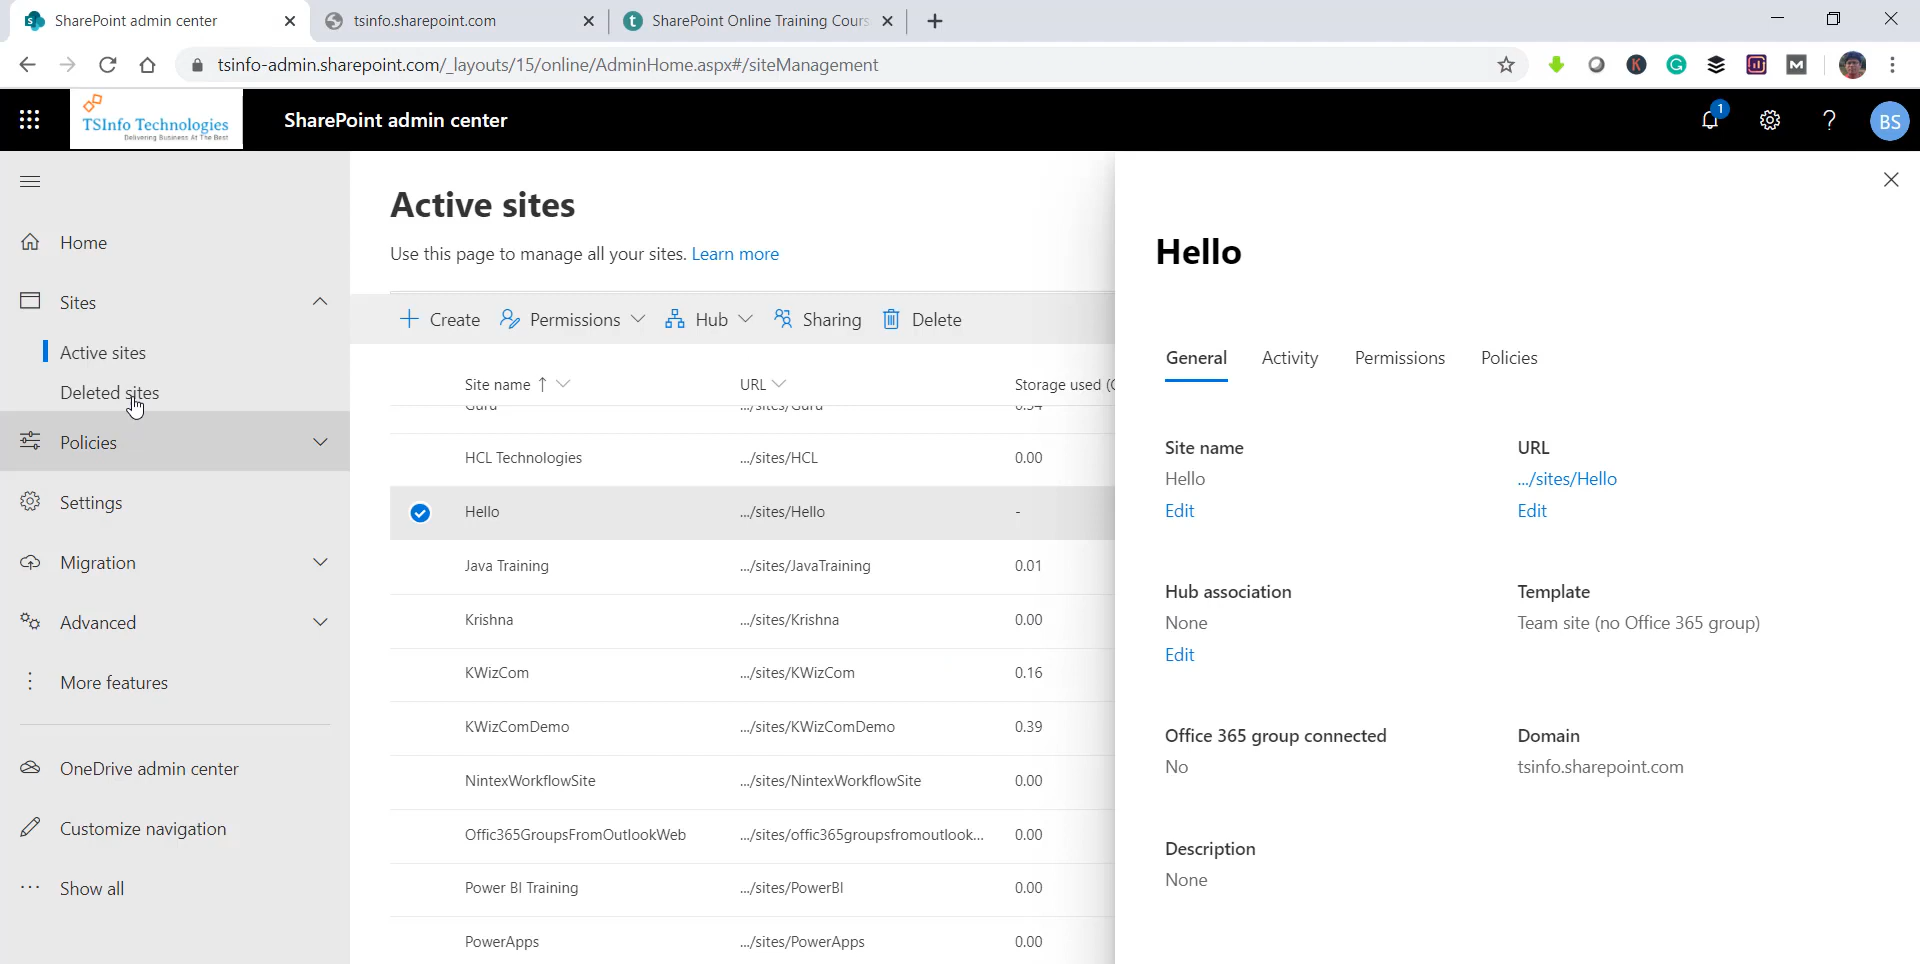 SharePoint admin center
tsinfo.sharepoint.com
SharePoint Online Training Cours
tsinfo-admin.sharepoint.com/_layouts/15/online/AdminHome.aspx#/siteManagement
TSInfo Technologies
Delivering Business At The Best
SharePoint admin center
1
BS
Home
Sites
Active sites
Deleted sites
Policies
Settings
Migration
Advanced
More features
OneDrive admin center
Customize navigation
Show all
Active sites
Use this page to manage all your sites. Learn more
Create Permissions Hub Sharing Delete
Site name ↑ URL Storage used (G
Guru .../sites/Guru 0.54
HCL Technologies .../sites/HCL 0.00
Hello .../sites/Hello -
Java Training .../sites/JavaTraining 0.01
Krishna .../sites/Krishna 0.00
KWizCom .../sites/KWizCom 0.16
KWizComDemo .../sites/KWizComDemo 0.39
NintexWorkflowSite .../sites/NintexWorkflowSite 0.00
Offic365GroupsFromOutlookWeb .../sites/offic365groupsfromoutlook... 0.00
Power BI Training .../sites/PowerBI 0.00
PowerApps .../sites/PowerApps 0.00
Hello
General Activity Permissions Policies
Site name
Hello
Edit
URL
.../sites/Hello
Edit
Hub association
None
Edit
Template
Team site (no Office 365 group)
Office 365 group connected
No
Domain
tsinfo.sharepoint.com
Description
None